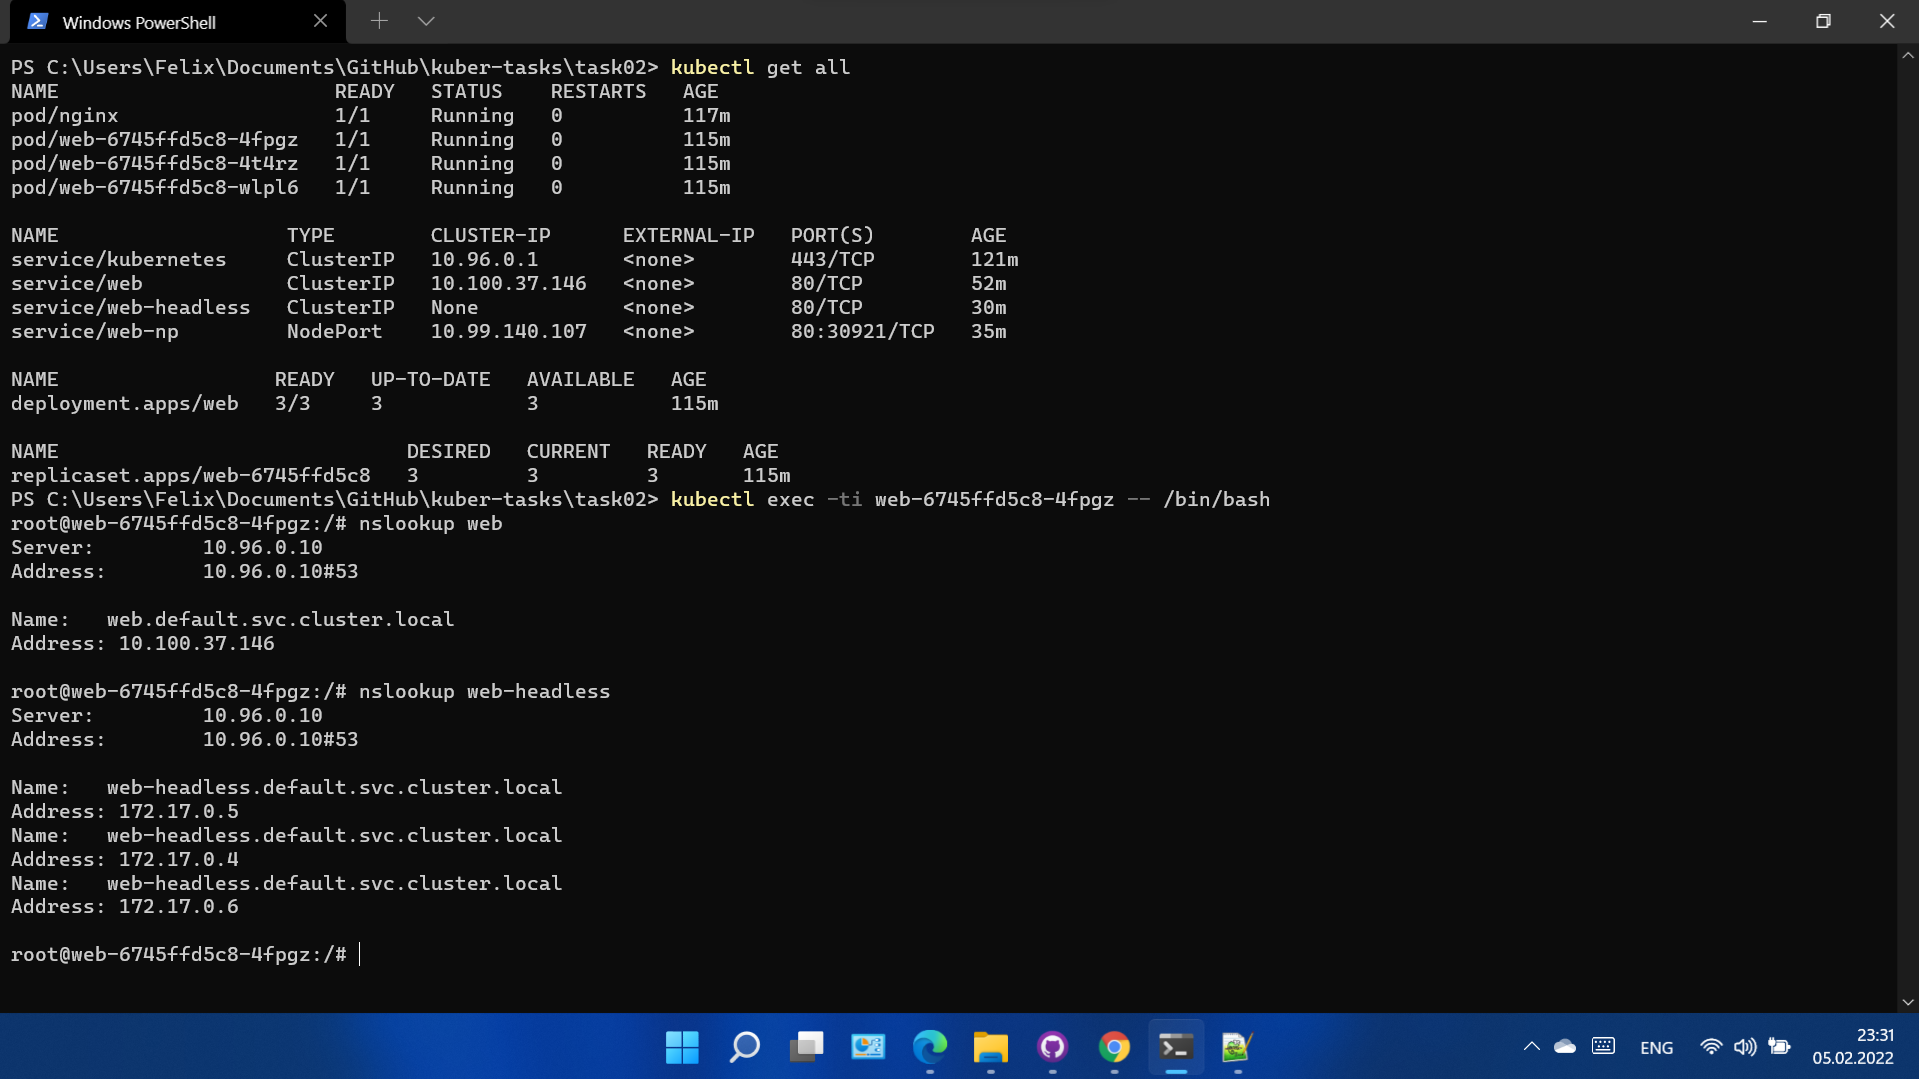 Windows PowerShell
PS C:\Users\Felix\Documents\GitHub\kuber-tasks\task02> kubectl get all
NAME                       READY   STATUS    RESTARTS   AGE
pod/nginx                  1/1     Running   0          117m
pod/web-6745ffd5c8-4fpgz   1/1     Running   0          115m
pod/web-6745ffd5c8-4t4rz   1/1     Running   0          115m
pod/web-6745ffd5c8-wlpl6   1/1     Running   0          115m

NAME                   TYPE        CLUSTER-IP      EXTERNAL-IP   PORT(S)        AGE
service/kubernetes     ClusterIP   10.96.0.1       <none>        443/TCP        121m
service/web            ClusterIP   10.100.37.146   <none>        80/TCP         52m
service/web-headless   ClusterIP   None            <none>        80/TCP         30m
service/web-np         NodePort    10.99.140.107   <none>        80:30921/TCP   35m

NAME                  READY   UP-TO-DATE   AVAILABLE   AGE
deployment.apps/web   3/3     3            3           115m

NAME                             DESIRED   CURRENT   READY   AGE
replicaset.apps/web-6745ffd5c8   3         3         3       115m
PS C:\Users\Felix\Documents\GitHub\kuber-tasks\task02> kubectl exec -ti web-6745ffd5c8-4fpgz -- /bin/bash
root@web-6745ffd5c8-4fpgz:/# nslookup web
Server:         10.96.0.10
Address:        10.96.0.10#53

Name:   web.default.svc.cluster.local
Address: 10.100.37.146

root@web-6745ffd5c8-4fpgz:/# nslookup web-headless
Server:         10.96.0.10
Address:        10.96.0.10#53

Name:   web-headless.default.svc.cluster.local
Address: 172.17.0.5
Name:   web-headless.default.svc.cluster.local
Address: 172.17.0.4
Name:   web-headless.default.svc.cluster.local
Address: 172.17.0.6

root@web-6745ffd5c8-4fpgz:/#
ENG
23:31
05.02.2022